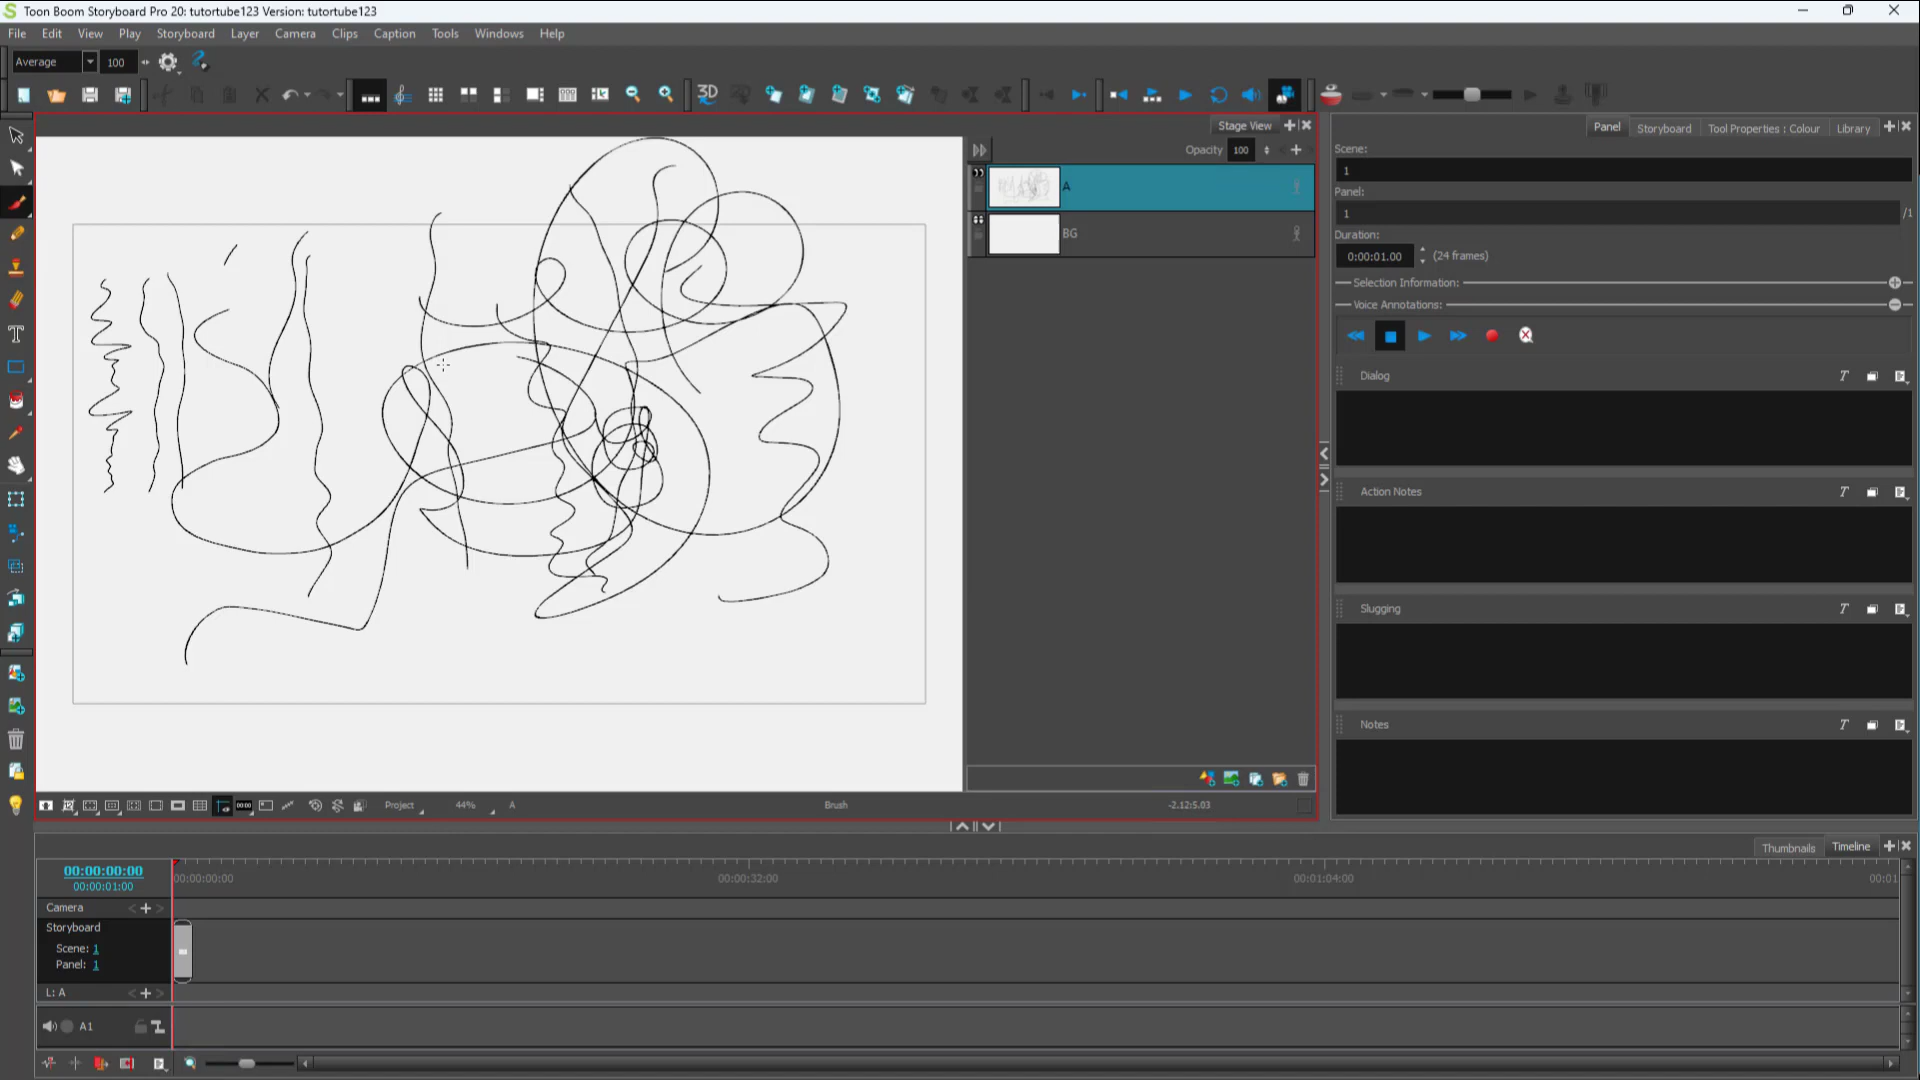 Toon Boom Storyboard Pro 20: tutortube123 Version: tutortube123
File Edit View Play Storyboard Layer Camera Clips Caption Tools Windows Help
Average 100
3D
Stage View
Opacity 100
A
BG
Project 44% A Brush -2.12:5.03
Panel Storyboard Tool Properties : Colour Library
Scene:
1
Panel:
1 /1
Duration:
0:00:01.00 (24 frames)
Selection Information:
Voice Annotations:
Dialog
Action Notes
Slugging
Notes
Thumbnails Timeline
00:00:00:00
00:00:01:00
00:00:00:00 00:00:32:00 00:01:04:00 00:01
Camera
Storyboard
Scene: 1
Panel: 1
L: A
A1